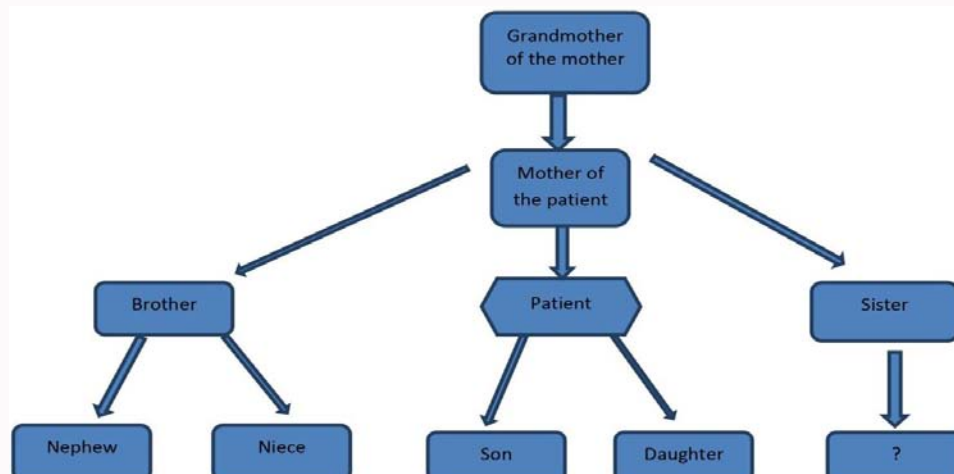 Grandmother
of the mother
Mother of
the patient
Brother
Patient
Sister
Nephew
Niece
Son
Daughter
?